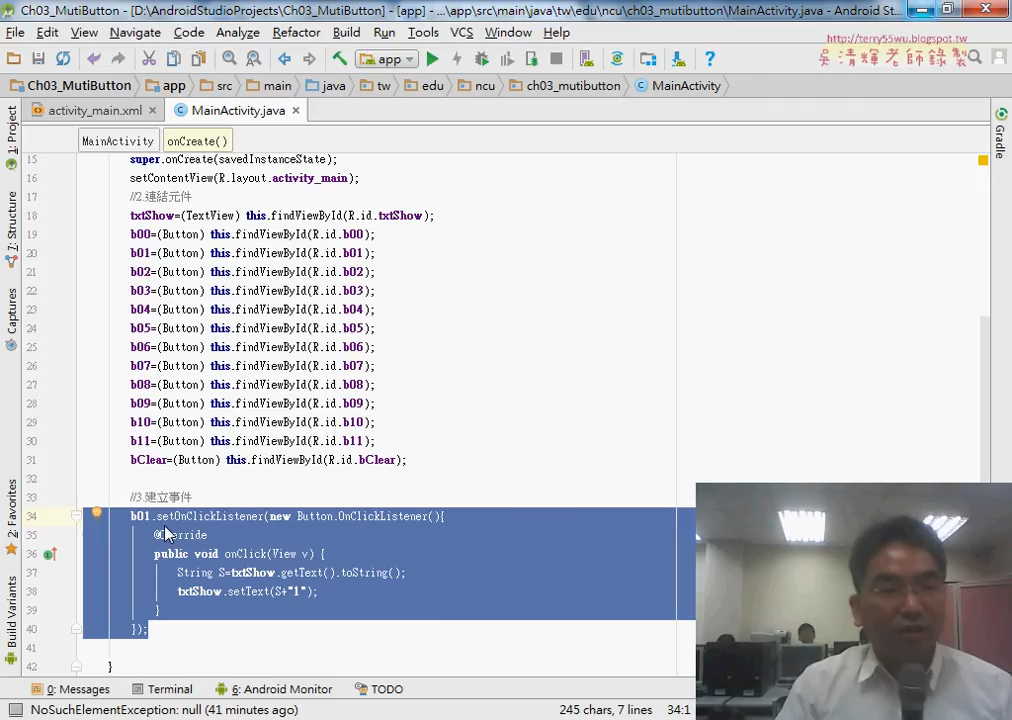 Ch03_MutiButton - [D:\AndroidStudioProjects\Ch03_MutiButton] - [app] - ...\app\src\main\java\tw\edu\ncu\ch03_mutibutton\MainActivity.java - Android St...
File Edit View Navigate Code Analyze Refactor Build Run Tools VCS Window Help
http://terry55wu.blogspot.tw
吳清輝老師錄製
app
Ch03_MutiButton app src main java tw edu ncu ch03_mutibutton MainActivity
activity_main.xml MainActivity.java
MainActivity onCreate()
15 super.onCreate(savedInstanceState);
16 setContentView(R.layout.activity_main);
17 //2.連結元件
18 txtShow=(TextView) this.findViewById(R.id.txtShow);
19 b00=(Button) this.findViewById(R.id.b00);
20 b01=(Button) this.findViewById(R.id.b01);
21 b02=(Button) this.findViewById(R.id.b02);
22 b03=(Button) this.findViewById(R.id.b03);
23 b04=(Button) this.findViewById(R.id.b04);
24 b05=(Button) this.findViewById(R.id.b05);
25 b06=(Button) this.findViewById(R.id.b06);
26 b07=(Button) this.findViewById(R.id.b07);
27 b08=(Button) this.findViewById(R.id.b08);
28 b09=(Button) this.findViewById(R.id.b09);
29 b10=(Button) this.findViewById(R.id.b10);
30 b11=(Button) this.findViewById(R.id.b11);
31 bClear=(Button) this.findViewById(R.id.bClear);
32
33 //3.建立事件
34 b01.setOnClickListener(new Button.OnClickListener(){
35 @Override
36 public void onClick(View v) {
37 String S=txtShow.getText().toString();
38 txtShow.setText(S+"1");
39 }
40 });
41
42 }
1: Project
7: Structure
Captures
2: Favorites
Build Variants
Gradle
0: Messages Terminal 6: Android Monitor TODO
NoSuchElementException: null (41 minutes ago) 245 chars, 7 lines 34:1